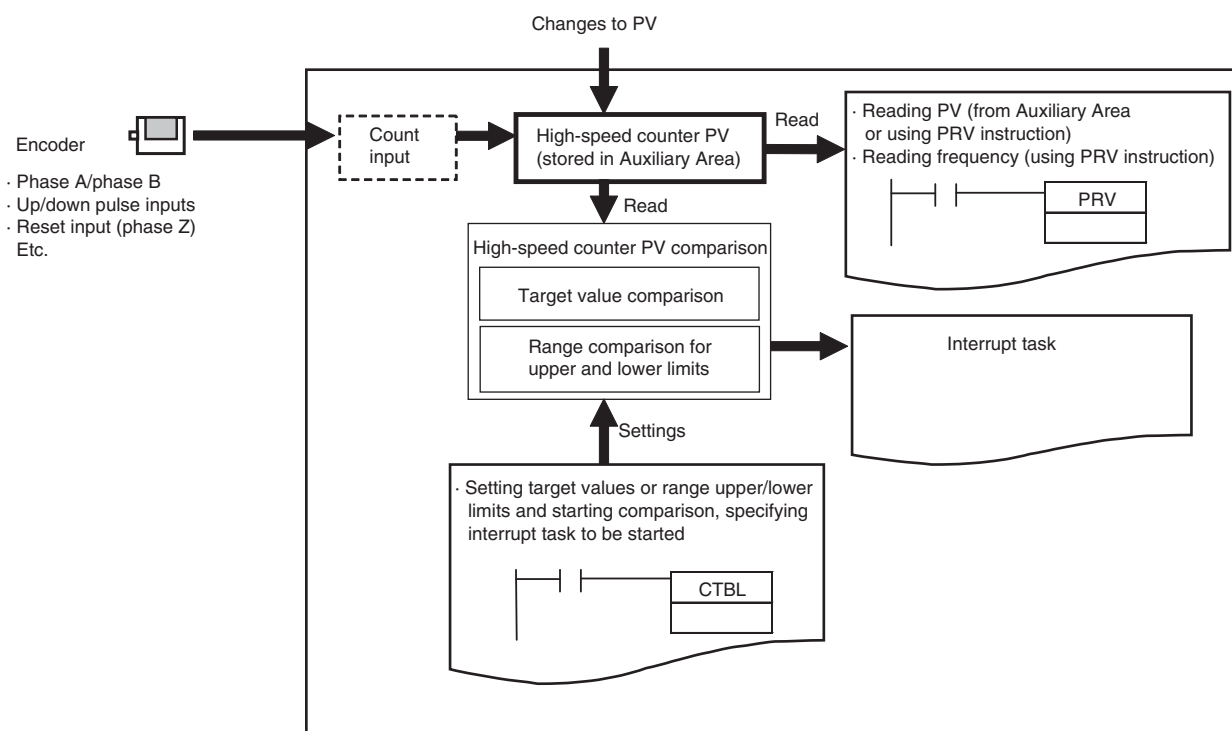 Changes to PV
Encoder
· Phase A/phase B
· Up/down pulse inputs
· Reset input (phase Z)
Etc.
Count
input
High-speed counter PV
(stored in Auxiliary Area)
Read
· Reading PV (from Auxiliary Area
or using PRV instruction)
· Reading frequency (using PRV instruction)
PRV
Read
High-speed counter PV comparison
Target value comparison
Range comparison for
upper and lower limits
Interrupt task
Settings
· Setting target values or range upper/lower
limits and starting comparison, specifying
interrupt task to be started
CTBL